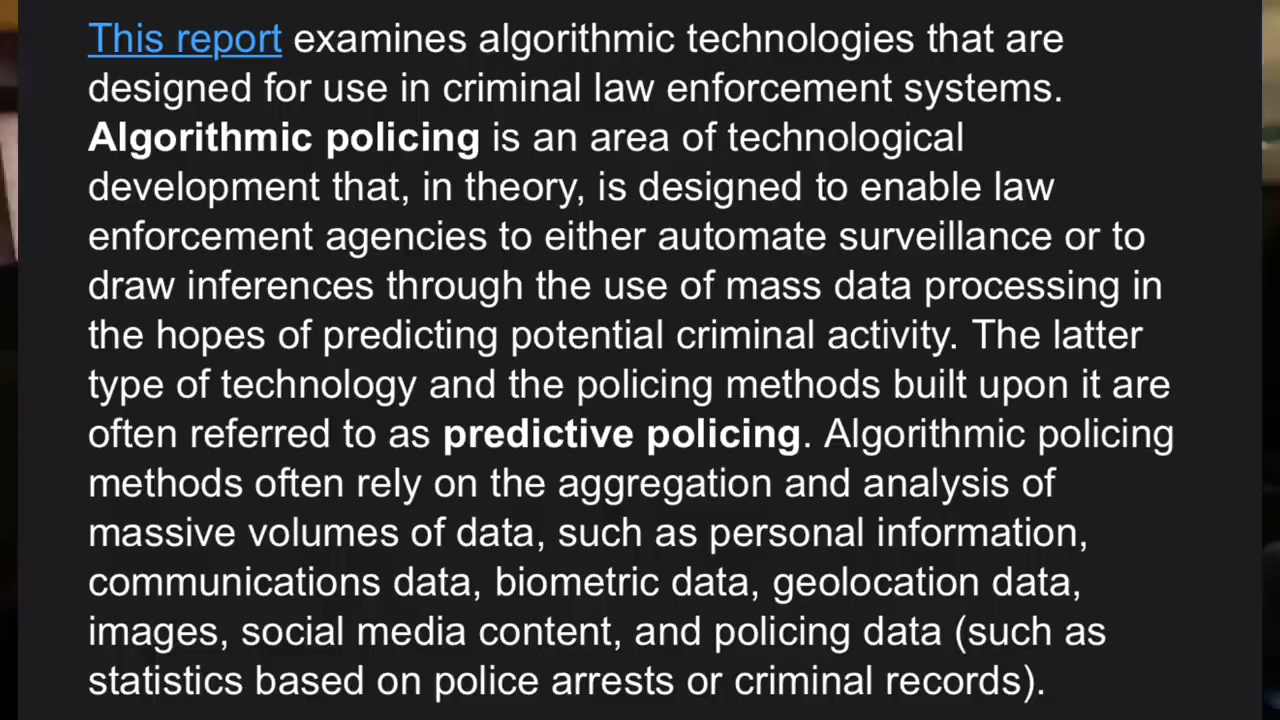 This report examines algorithmic technologies that are
designed for use in criminal law enforcement systems.
Algorithmic policing is an area of technological
development that, in theory, is designed to enable law
enforcement agencies to either automate surveillance or to
draw inferences through the use of mass data processing in
the hopes of predicting potential criminal activity. The latter
type of technology and the policing methods built upon it are
often referred to as predictive policing. Algorithmic policing
methods often rely on the aggregation and analysis of
massive volumes of data, such as personal information,
communications data, biometric data, geolocation data,
images, social media content, and policing data (such as
statistics based on police arrests or criminal records).